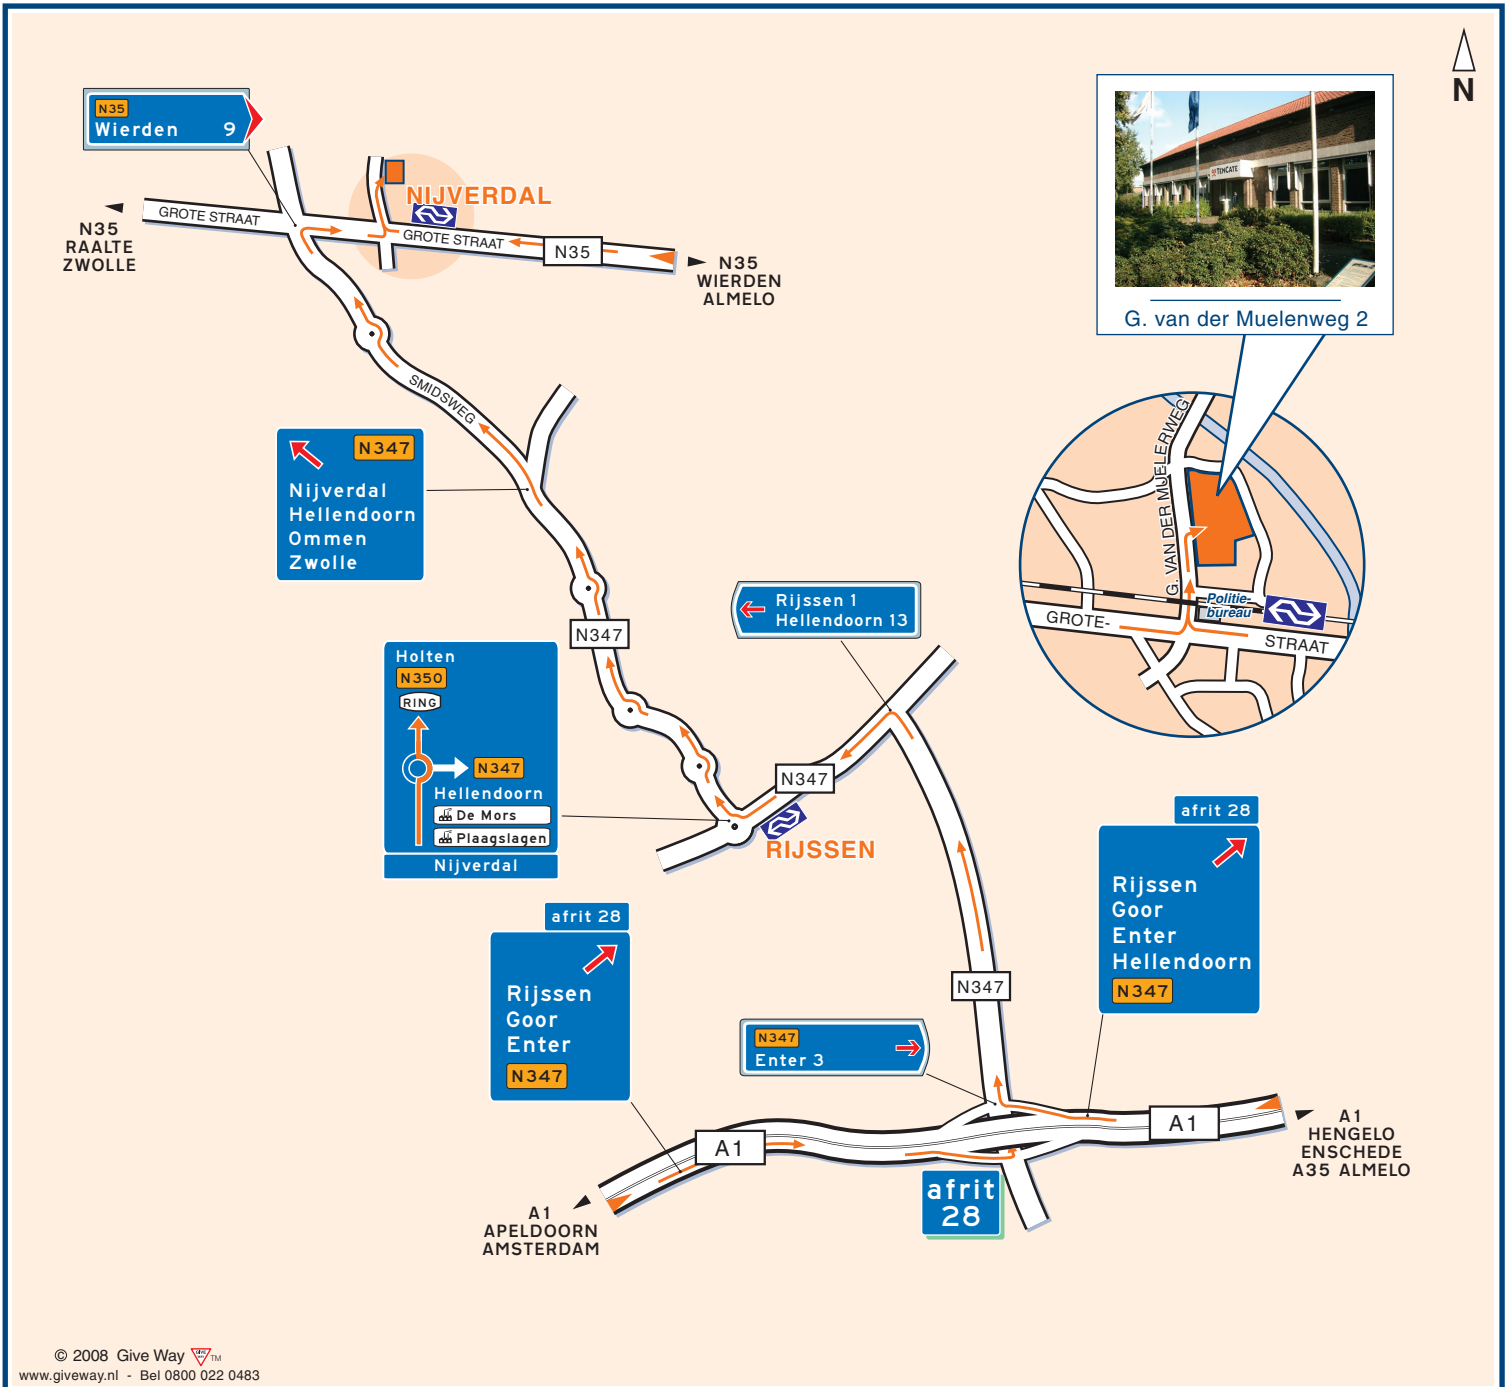 N
N35
Wierden 9
GROTE STRAAT
NIJVERDAL
GROTE STRAAT
N35
N35
RAALTE
ZWOLLE
N35
WIERDEN
ALMELO
TENCATE
G. van der Muelenweg 2
SMIDSWEG
N347
Nijverdal
Hellendoorn
Ommen
Zwolle
G. VAN DER MUELERWEG
Politie-
bureau
GROTE-
STRAAT
Rijssen 1
Hellendoorn 13
N347
Holten
N350
RING
N347
Hellendoorn
De Mors
Plaagslagen
Nijverdal
N347
RIJSSEN
afrit 28
Rijssen
Goor
Enter
Hellendoorn
N347
afrit 28
Rijssen
Goor
Enter
N347
N347
N347
Enter 3
A1
A1
afrit
28
A1
HENGELO
ENSCHEDE
A35 ALMELO
A1
APELDOORN
AMSTERDAM
© 2008 Give Way TM
www.giveway.nl - Bel 0800 022 0483